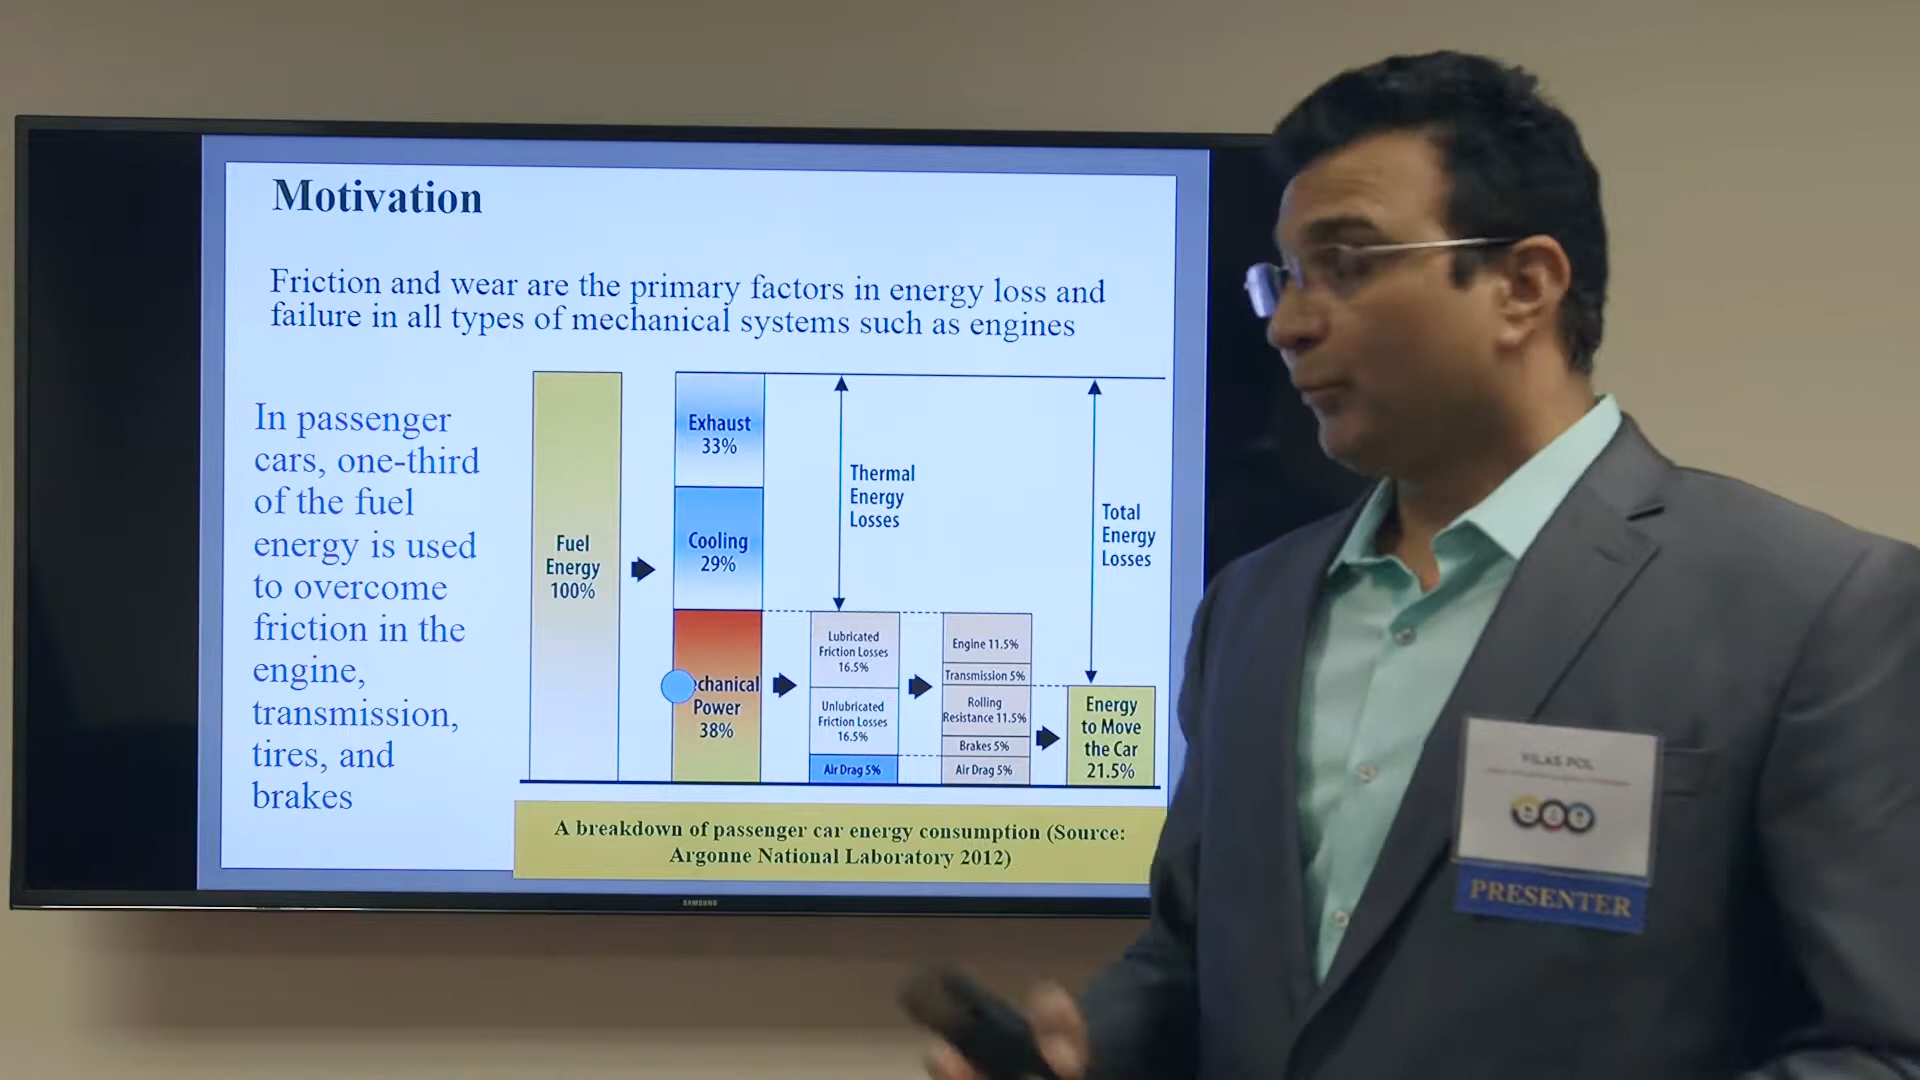 Motivation
Friction and wear are the primary factors in energy loss and
failure in all types of mechanical systems such as engines
In passenger
cars, one-third
of the fuel
energy is used
to overcome
friction in the
engine,
transmission,
tires, and
brakes
Fuel
Energy
100%
Exhaust
33%
Cooling
29%
chanical
Power
38%
Thermal
Energy
Losses
Lubricated
Friction Losses
16.5%
Unlubricated
Friction Losses
16.5%
Air Drag 5%
Engine 11.5%
Transmission 5%
Rolling
Resistance 11.5%
Brakes 5%
Air Drag 5%
Total
Energy
Losses
Energy
to Move
the Car
21.5%
A breakdown of passenger car energy consumption (Source:
Argonne National Laboratory 2012)
SAMSUNG
VILAS POL
PRESENTER